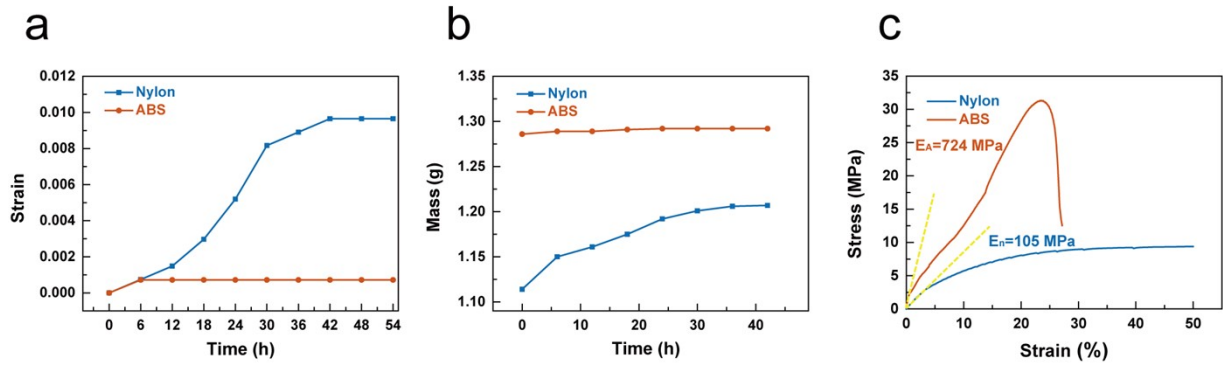 a
0.012
0.010
0.008
0.006
0.004
0.002
0.000
Strain
Nylon
ABS
0 6 12 18 24 30 36 42 48 54
Time (h)
b
1.35
1.30
1.25
1.20
1.15
1.10
Mass (g)
Nylon
ABS
0 10 20 30 40
Time (h)
c
35
30
25
20
15
10
5
0
Stress (MPa)
Nylon
ABS
EA=724 MPa
En=105 MPa
0 10 20 30 40 50
Strain (%)